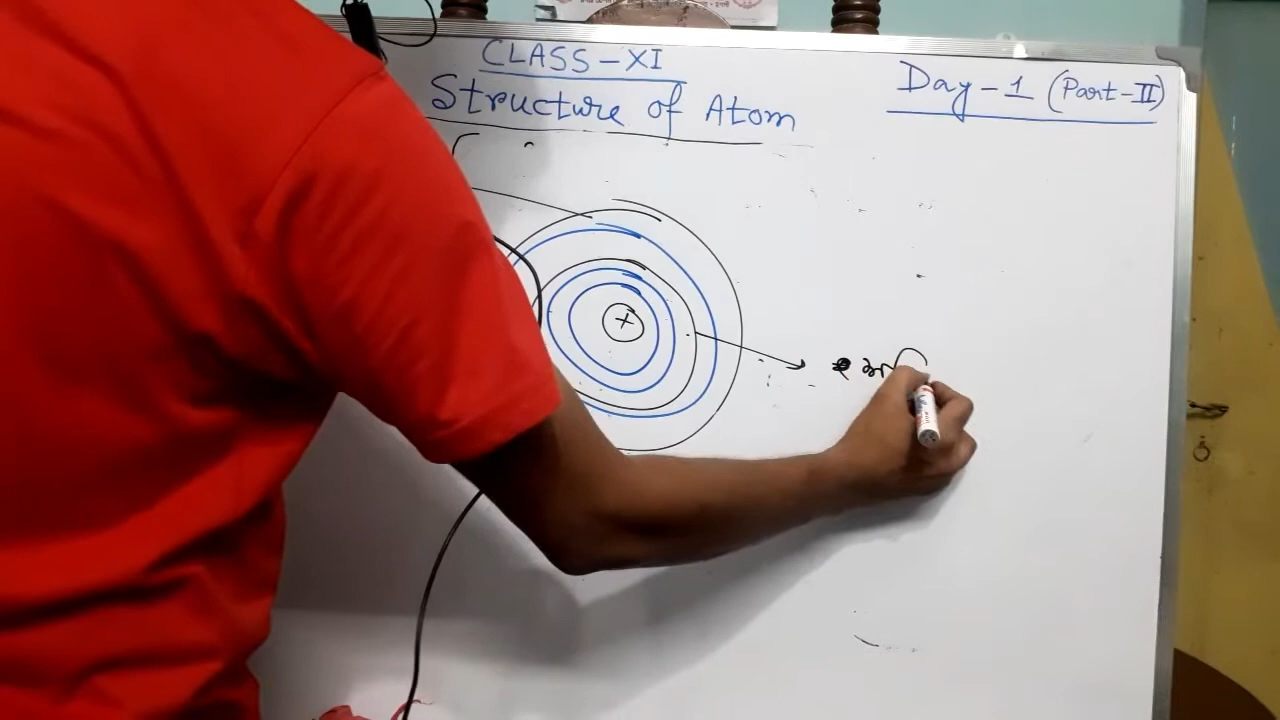 CLASS-XI
Structure of Atom
Day-1 (Part-II)
+